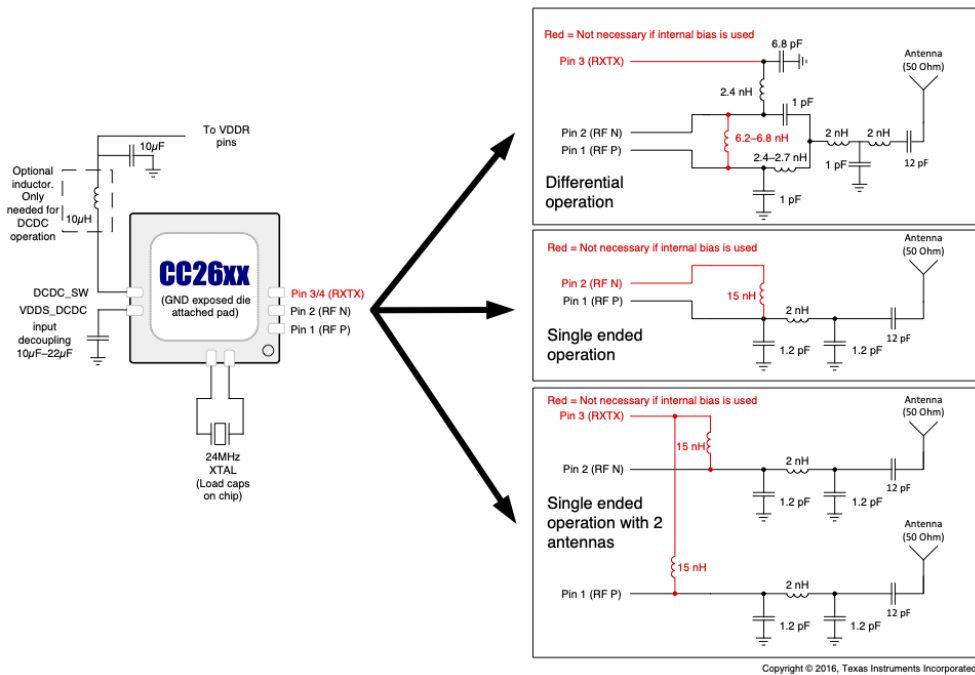 To VDDR
pins
10µF
Optional
inductor.
Only
needed for
DCDC
operation
10µH
CC26xx
(GND exposed die
attached pad)
DCDC_SW
VDDS_DCDC
input
decoupling
10µF–22µF
Pin 3/4 (RXTX)
Pin 2 (RF N)
Pin 1 (RF P)
24MHz
XTAL
(Load caps
on chip)
Red = Not necessary if internal bias is used
Pin 3 (RXTX)
6.8 pF
Antenna
(50 Ohm)
2.4 nH
1 pF
Pin 2 (RF N)
Pin 1 (RF P)
6.2–6.8 nH
2.4–2.7 nH
2 nH
2 nH
1 pF
12 pF
1 pF
Differential
operation
Red = Not necessary if internal bias is used
Antenna
(50 Ohm)
Pin 2 (RF N)
Pin 1 (RF P)
15 nH
2 nH
12 pF
1.2 pF
1.2 pF
Single ended
operation
Red = Not necessary if internal bias is used
Pin 3 (RXTX)
Antenna
(50 Ohm)
15 nH
Pin 2 (RF N)
2 nH
12 pF
1.2 pF
1.2 pF
Single ended
operation with 2
antennas
Antenna
(50 Ohm)
15 nH
Pin 1 (RF P)
2 nH
12 pF
1.2 pF
1.2 pF
Copyright © 2016, Texas Instruments Incorporated